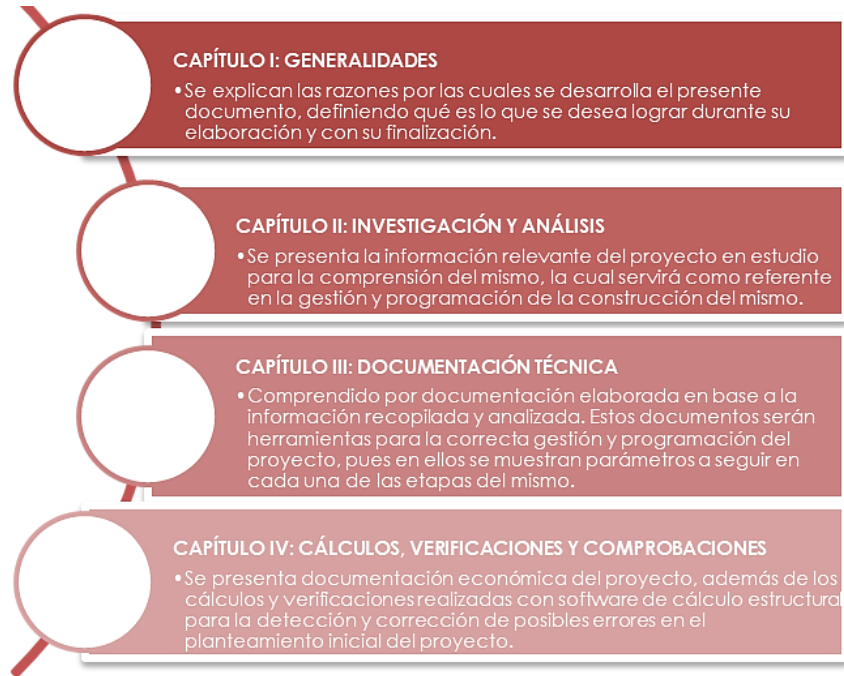 CAPÍTULO I: GENERALIDADES
•Se explican las razones por las cuales se desarrolla el presente
documento, definiendo qué es lo que se desea lograr durante su
elaboración y con su finalización.
CAPÍTULO II: INVESTIGACIÓN Y ANÁLISIS
•Se presenta la información relevante del proyecto en estudio
para la comprensión del mismo, la cual servirá como referente
en la gestión y programación de la construcción del mismo.
CAPÍTULO III: DOCUMENTACIÓN TÉCNICA
•Comprendido por documentación elaborada en base a la
información recopilada y analizada. Estos documentos serán
herramientas para la correcta gestión y programación del
proyecto, pues en ellos se muestran parámetros a seguir en
cada una de las etapas del mismo.
CAPÍTULO IV: CÁLCULOS, VERIFICACIONES Y COMPROBACIONES
•Se presenta documentación económica del proyecto, además de los
cálculos y verificaciones realizadas con software de cálculo estructural
para la detección y corrección de posibles errores en el
planteamiento inicial del proyecto.